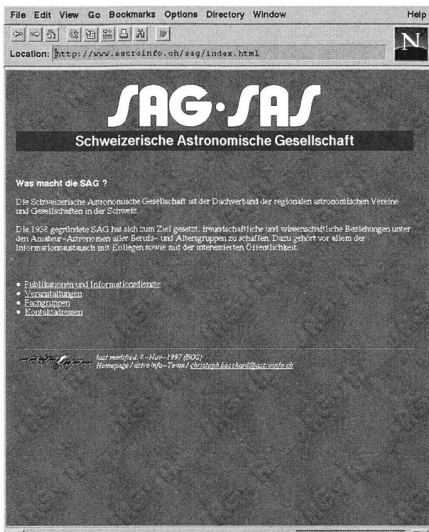 File Edit View Go Bookmarks Options Directory Window Help
N
Location: http://www.astroinfo.ch/sag/index.html
SAG·SAS
Schweizerische Astronomische Gesellschaft
Was macht die SAG ?
Die Schweizerische Astronomische Gesellschaft ist der Dachverband der regionalen astronomischen Vereine
und Gesellschaften in der Schweiz.
Die 1938 gegründete SAG hat sich zum Ziel gesetzt, freundschaftliche und wissenschaftliche Beziehungen unter
den Amateur-Astronomen aller Berufs- und Altersgruppen zu schaffen. Dazu gehört vor allem der
Informationsaustausch mit Kollegen sowie mit der interessierten Öffentlichkeit.
Publikationen und Informationsdienste
Veranstaltungen
Fachgruppen
Kontaktadressen
last modified: 8-Nov-1997 (BOS)
Homepage / astro info-Team / christoph.bosshard@astroinfo.ch